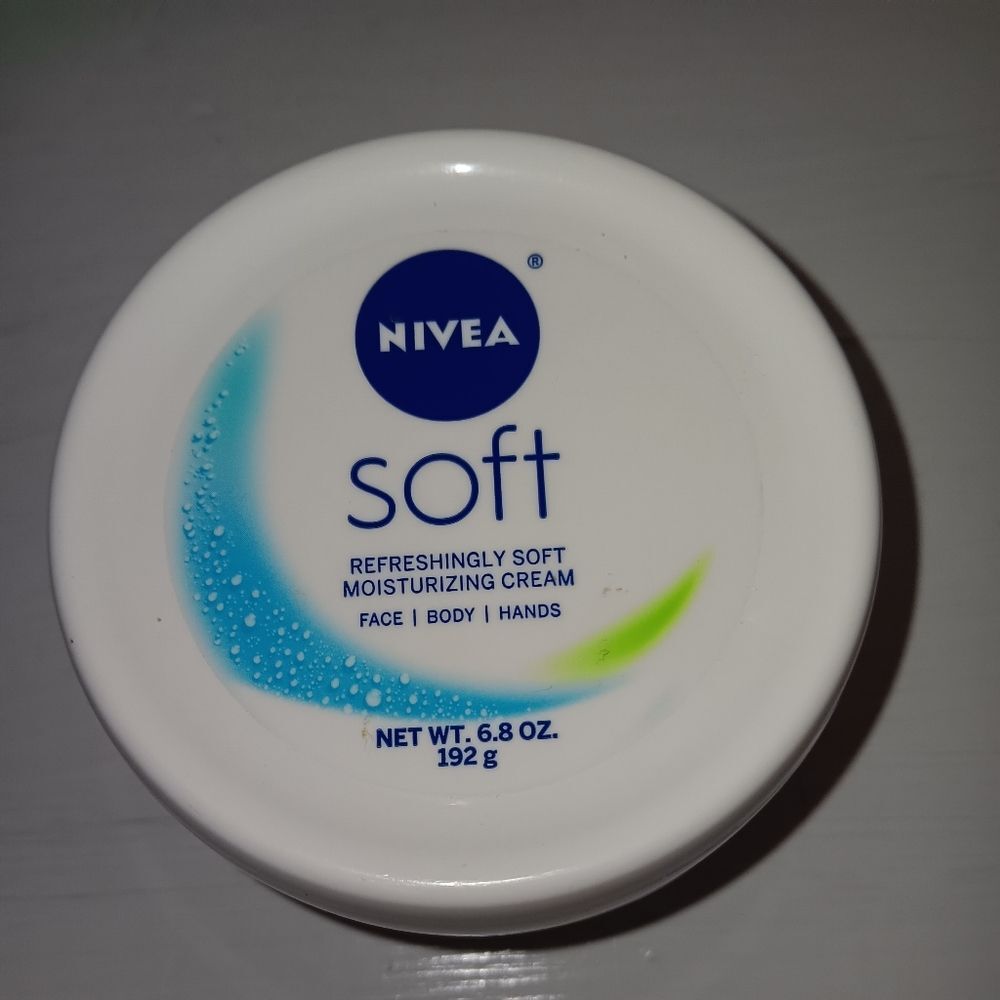 NIVEA
®
soft
REFRESHINGLY SOFT
MOISTURIZING CREAM
FACE | BODY | HANDS
NET WT. 6.8 OZ.
192 g